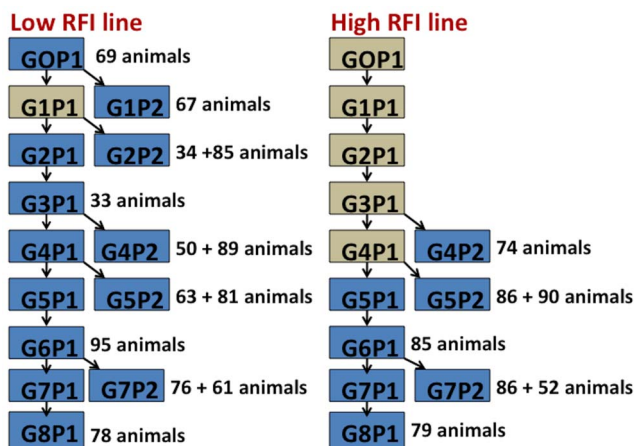 Low RFI line
GOP1 69 animals
G1P1 G1P2 67 animals
G2P1 G2P2 34 +85 animals
G3P1 33 animals
G4P1 G4P2 50 + 89 animals
G5P1 G5P2 63 + 81 animals
G6P1 95 animals
G7P1 G7P2 76 + 61 animals
G8P1 78 animals
High RFI line
GOP1
G1P1
G2P1
G3P1
G4P1 G4P2 74 animals
G5P1 G5P2 86 + 90 animals
G6P1 85 animals
G7P1 G7P2 86 + 52 animals
G8P1 79 animals